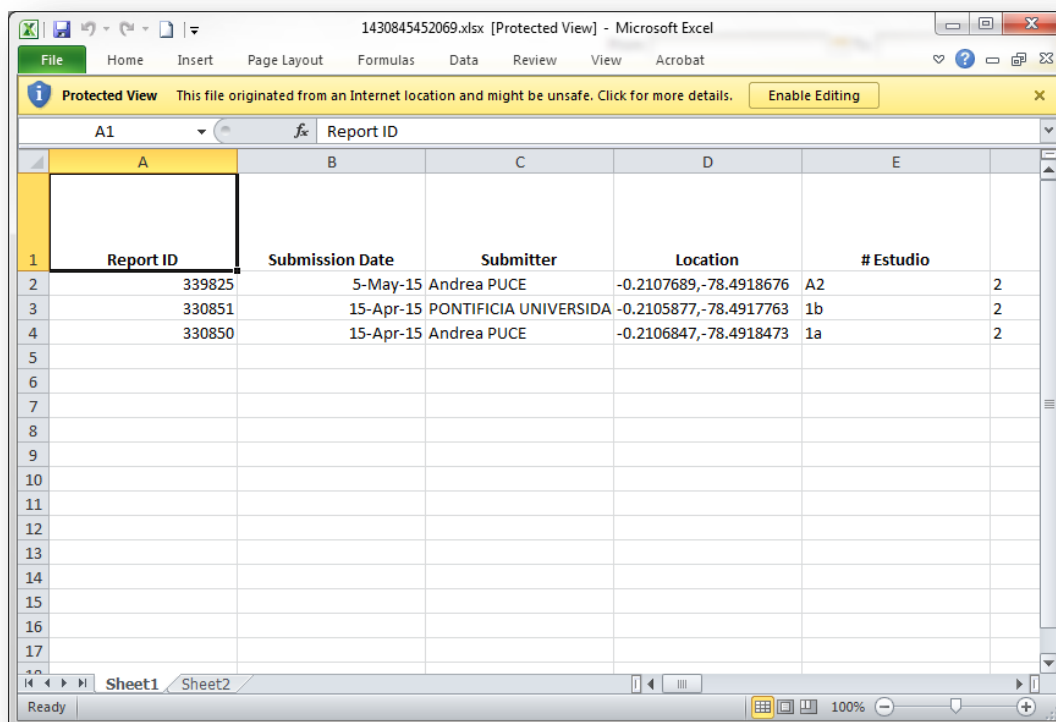 1430845452069.xlsx [Protected View] - Microsoft Excel
File Home Insert Page Layout Formulas Data Review View Acrobat
Protected View This file originated from an Internet location and might be unsafe. Click for more details. Enable Editing
A1 fx Report ID
A B C D E
1 Report ID Submission Date Submitter Location # Estudio
2 339825 5-May-15 Andrea PUCE -0.2107689,-78.4918676 A2 2
3 330851 15-Apr-15 PONTIFICIA UNIVERSIDA -0.2105877,-78.4917763 1b 2
4 330850 15-Apr-15 Andrea PUCE -0.2106847,-78.4918473 1a 2
5
6
7
8
9
10
11
12
13
14
15
16
17
Sheet1 Sheet2
Ready 100%